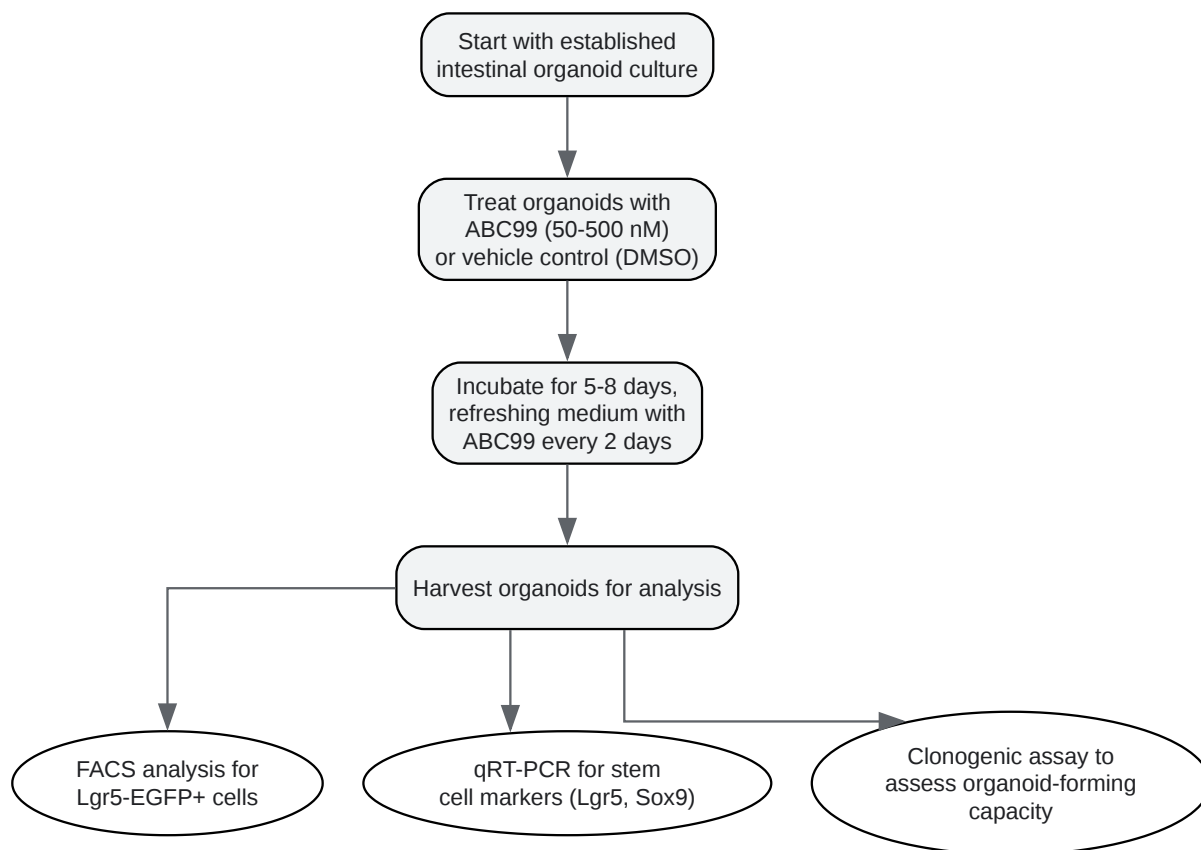 Start with established
intestinal organoid culture
Treat organoids with
ABC99 (50-500 nM)
or vehicle control (DMSO)
Incubate for 5-8 days,
refreshing medium with
ABC99 every 2 days
Harvest organoids for analysis
FACS analysis for
Lgr5-EGFP+ cells
qRT-PCR for stem
cell markers (Lgr5, Sox9)
Clonogenic assay to
assess organoid-forming
capacity